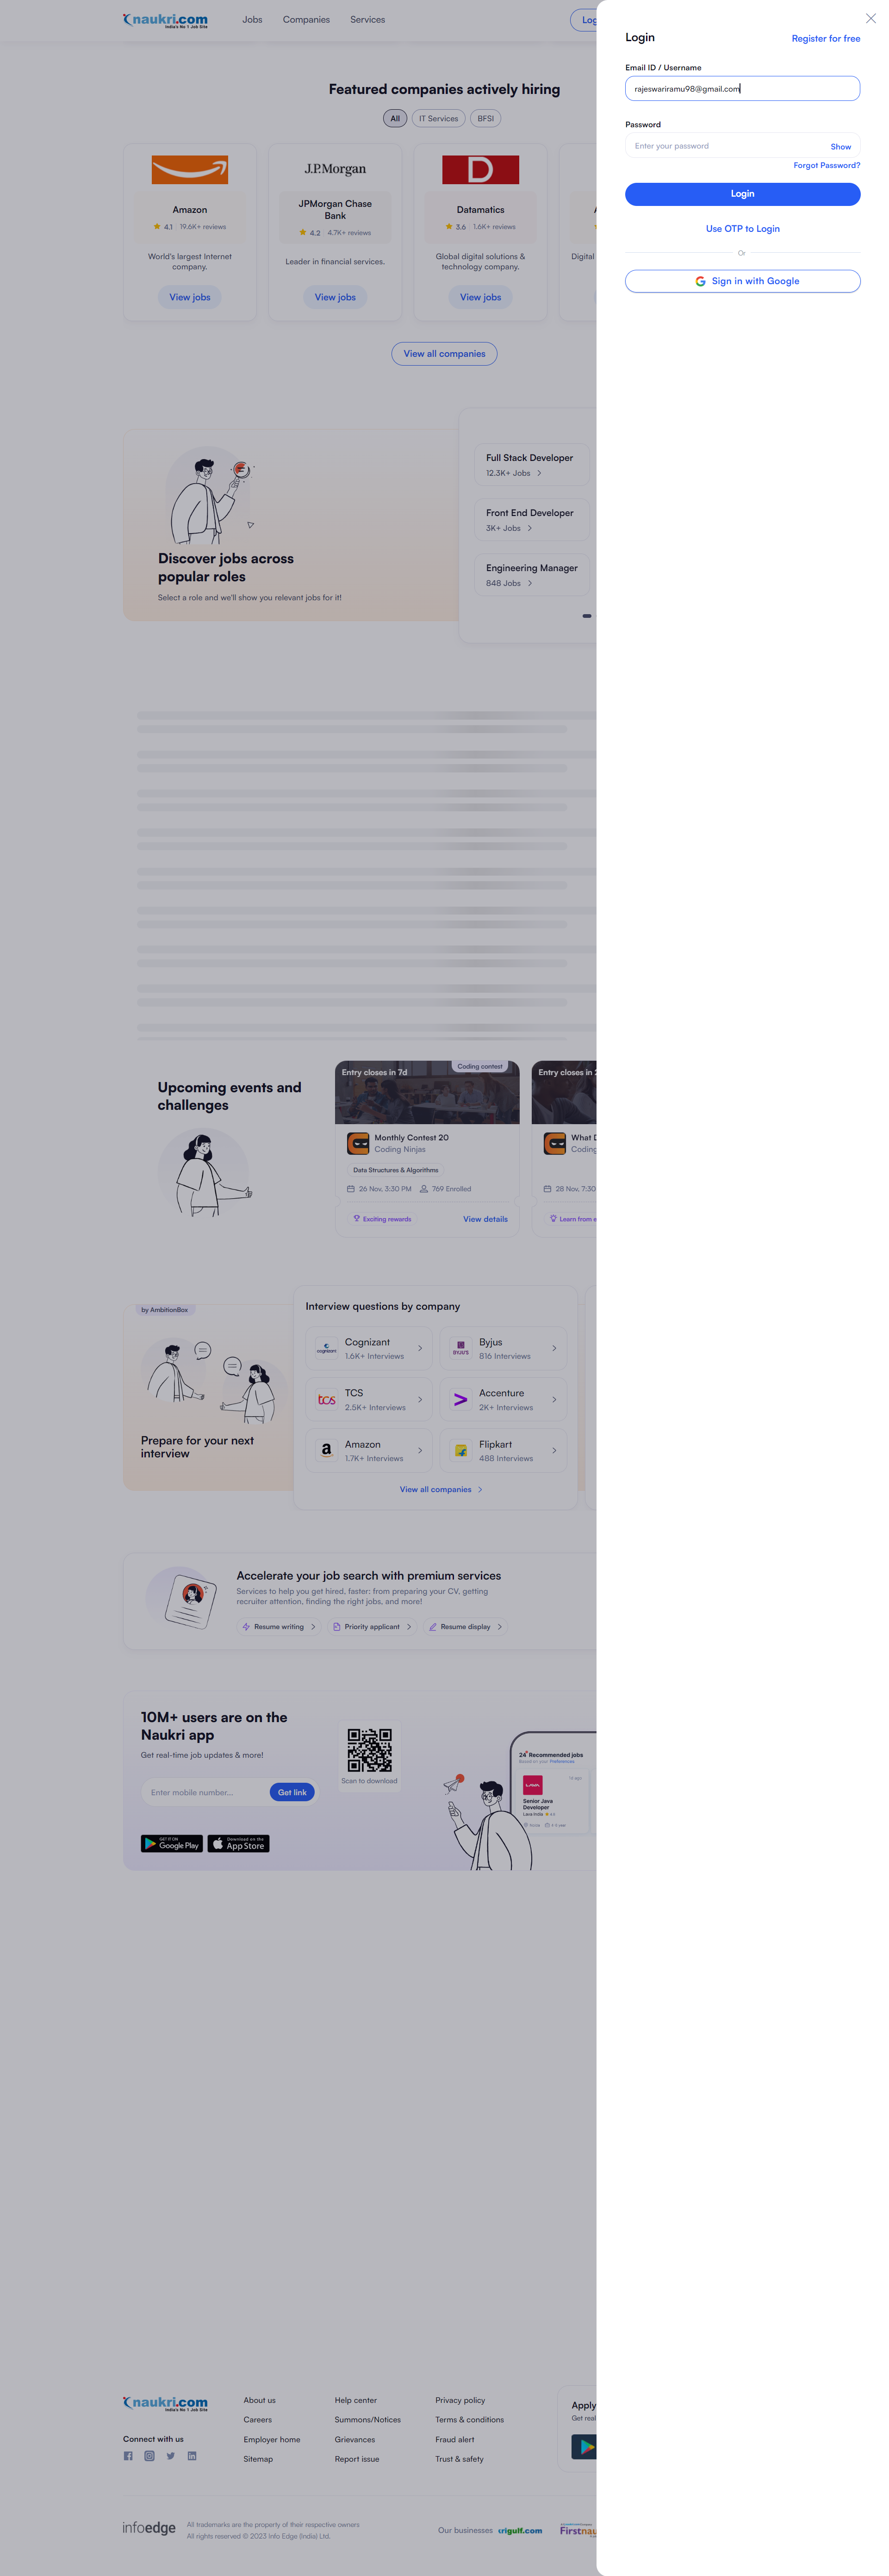 naukri.com
India's No 1 Job Site
Jobs
Companies
Services
Login
Register for free
Email ID / Username
rajeswariramu98@gmail.com
Password
Enter your password
Show
Forgot Password?
Login
Use OTP to Login
Or
Sign in with Google
Featured companies actively hiring
All
IT Services
BFSI
Amazon
4.1
19.6K+ reviews
World's largest Internet
company.
View jobs
J.P.Morgan
JPMorgan Chase
Bank
4.2
4.7K+ reviews
Leader in financial services.
View jobs
Datamatics
3.6
1.6K+ reviews
Global digital solutions &
technology company.
View jobs
Digital
View all companies
Discover jobs across
popular roles
Select a role and we'll show you relevant jobs for it!
Full Stack Developer
12.3K+ Jobs
Front End Developer
3K+ Jobs
Engineering Manager
848 Jobs
Upcoming events and
challenges
Entry closes in 7d
Coding contest
Monthly Contest 20
Coding Ninjas
Data Structures & Algorithms
26 Nov, 3:30 PM
769 Enrolled
Exciting rewards
View details
Entry closes in
What
Coding
28 Nov, 7:30
Learn from
by AmbitionBox
Prepare for your next
interview
Interview questions by company
Cognizant
1.6K+ Interviews
Byjus
816 Interviews
TCS
2.5K+ Interviews
Accenture
2K+ Interviews
Amazon
1.7K+ Interviews
Flipkart
488 Interviews
View all companies
Accelerate your job search with premium services
Services to help you get hired, faster: from preparing your CV, getting
recruiter attention, finding the right jobs, and more!
Resume writing
Priority applicant
Resume display
10M+ users are on the
Naukri app
Get real-time job updates & more!
Enter mobile number...
Get link
GET IT ON
Google Play
Download on the
App Store
Scan to download
24 Recommended jobs
Based on your Preferences
LAVA
Senior Java
Developer
Lava India
naukri.com
India's No 1 Job Site
Connect with us
About us
Careers
Employer home
Sitemap
Help center
Summons/Notices
Grievances
Report issue
Privacy policy
Terms & conditions
Fraud alert
Trust & safety
Apply
Get real
infoedge
All trademarks are the property of their respective owners
All rights reserved © 2023 Info Edge (India) Ltd.
Our businesses